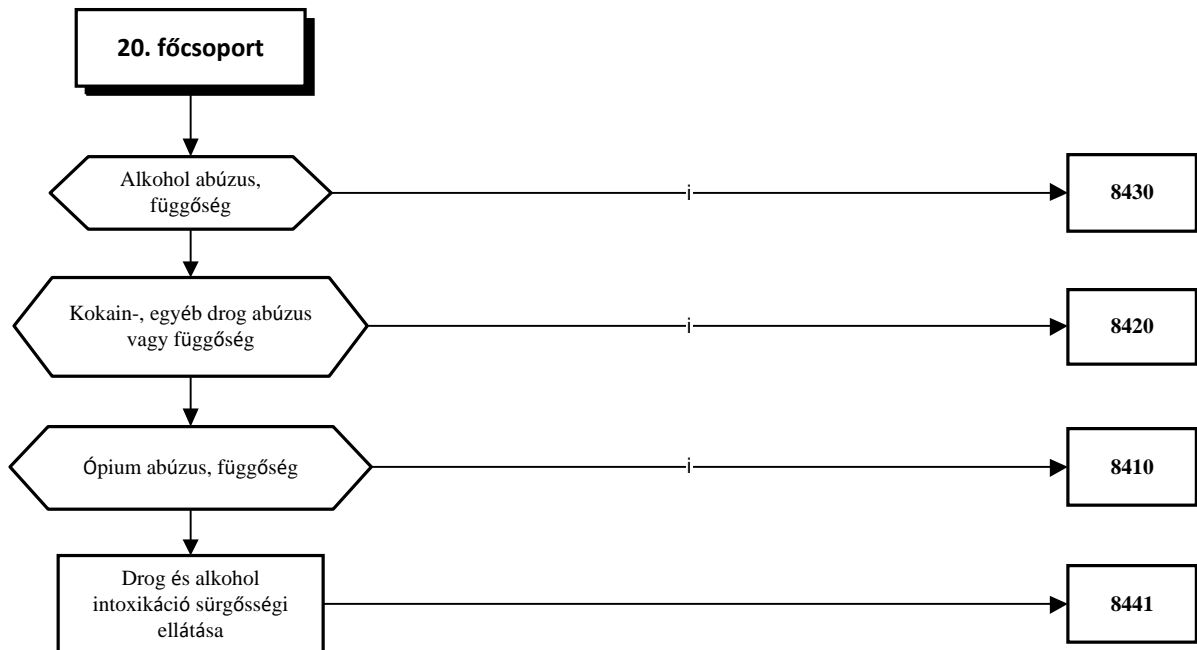 20. főcsoport
Alkohol abúzus,
függőség
i
8430
Kokain-, egyéb drog abúzus
vagy függőség
i
8420
Ópium abúzus, függőség
i
8410
Drog és alkohol
intoxikáció sürgősségi
ellátása
8441